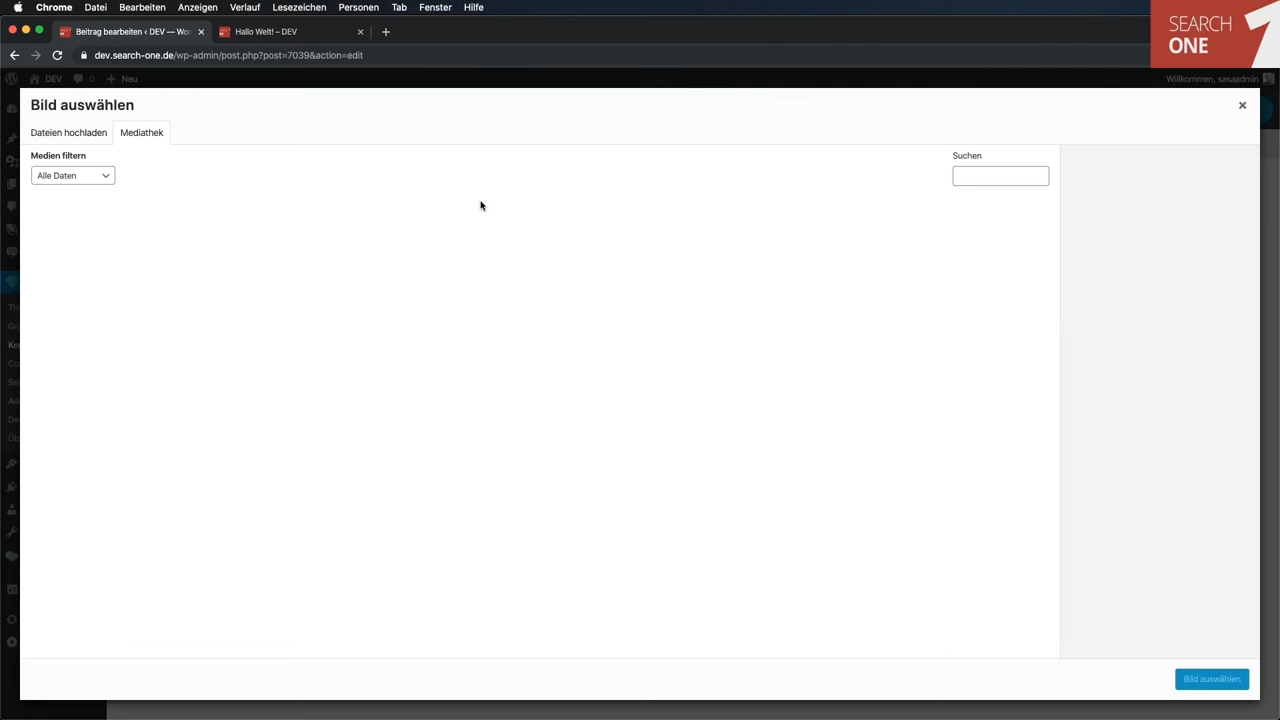 Chrome Datei Bearbeiten Anzeigen Verlauf Lesezeichen Personen Tab Fenster Hilfe
Beitrag bearbeiten ‹ DEV — Wor
Hallo Welt! – DEV
SEARCH
ONE
dev.search-one.de/wp-admin/post.php?post=7039&action=edit
DEV 0 Neu
Willkommen, sasaadmin
Bild auswählen
Dateien hochladen Mediathek
Medien filtern
Suchen
Alle Daten
Bild auswählen